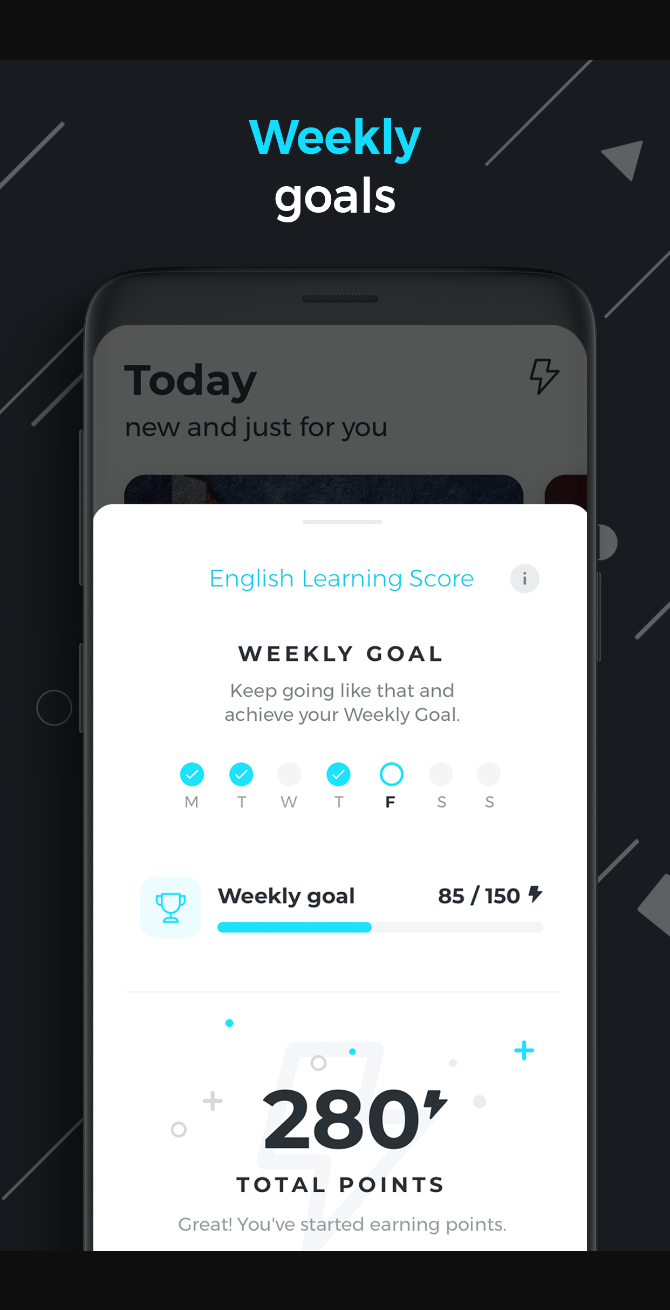 Weekly
goals
Today
new and just for you
English Learning Score
i
WEEKLY GOAL
Keep going like that and
achieve your Weekly Goal.
M T W T F S S
Weekly goal 85 / 150
280
TOTAL POINTS
Great! You've started earning points.